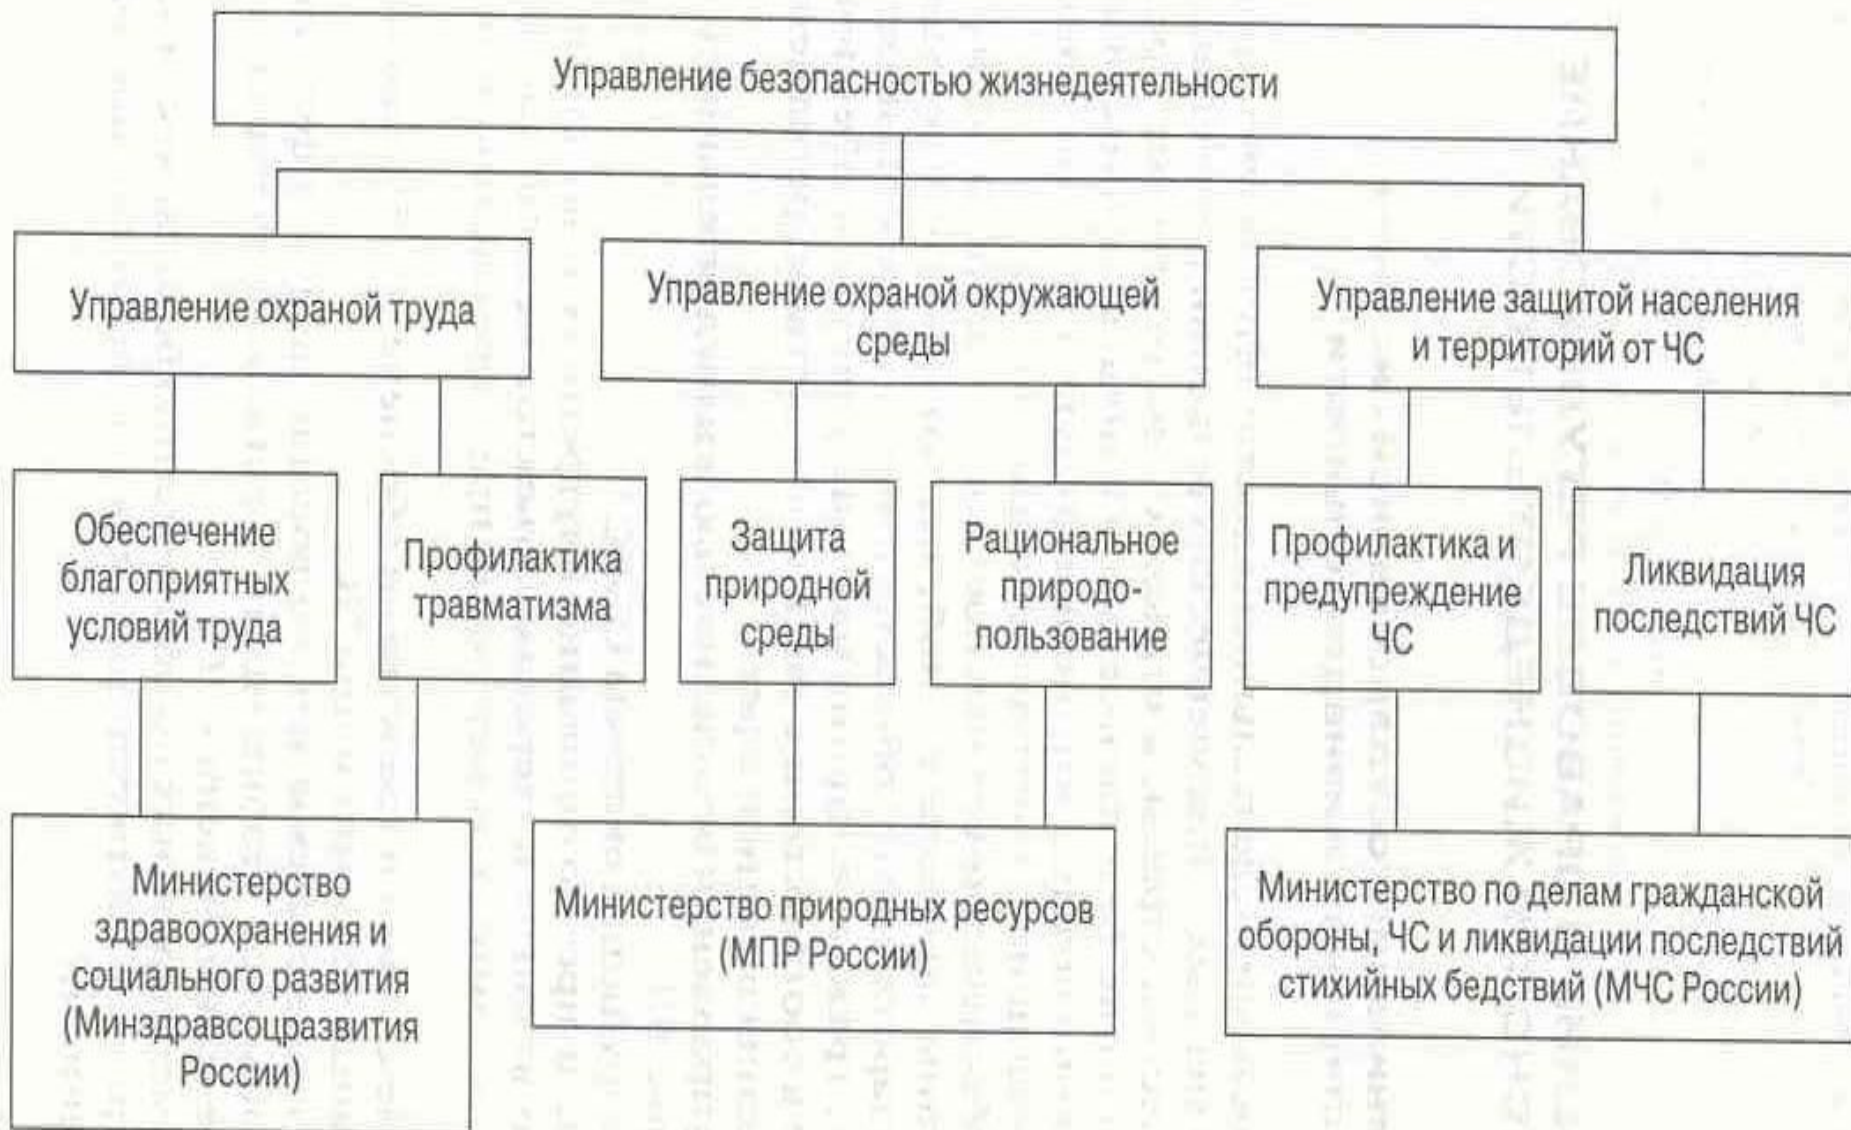 Управление безопасностью жизнедеятельности
Управление охраной труда
Управление охраной окружающей
среды
Управление защитой населения
и территорий от ЧС
Обеспечение
благоприятных
условий труда
Профилактика
травматизма
Защита
природной
среды
Рациональное
природо-
пользование
Профилактика и
предупреждение
ЧС
Ликвидация
последствий ЧС
Министерство
здравоохранения и
социального развития
(Минздравсоцразвития
России)
Министерство природных ресурсов
(МПР России)
Министерство по делам гражданской
обороны, ЧС и ликвидации последствий
стихийных бедствий (МЧС России)